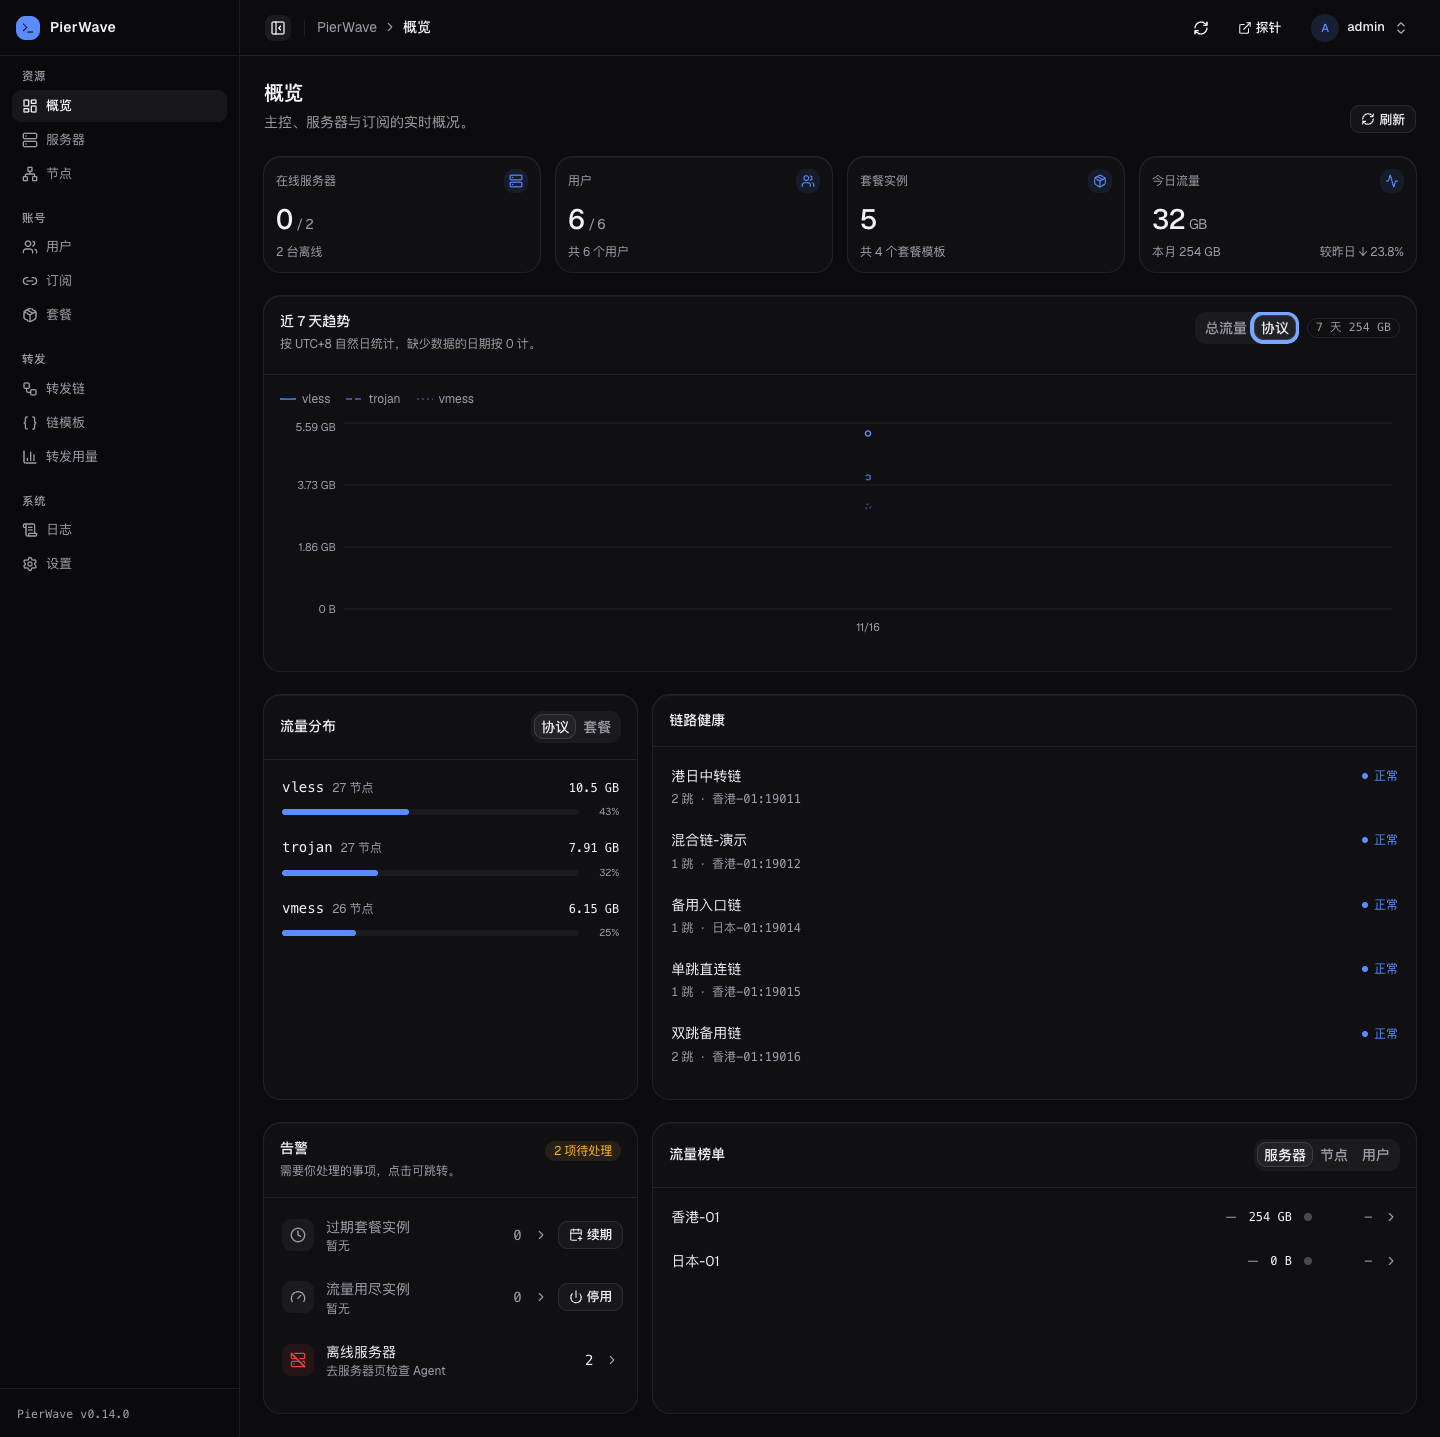 PierWave
资源
概览
服务器
节点
账号
用户
订阅
套餐
转发
转发链
链模板
转发用量
系统
日志
设置
PierWave v0.14.0
PierWave > 概览
探针
A admin
概览
主控、服务器与订阅的实时概况。
刷新
在线服务器
0 / 2
2 台离线
用户
6 / 6
共 6 个用户
套餐实例
5
共 4 个套餐模板
今日流量
32 GB
本月 254 GB 较昨日 ↓ 23.8%
近 7 天趋势
按 UTC+8 自然日统计，缺少数据的日期按 0 计。
总流量 协议 7 天 254 GB
vless trojan vmess
5.59 GB
3.73 GB
1.86 GB
0 B
11/16
流量分布
协议 套餐
vless 27 节点 10.5 GB
43%
trojan 27 节点 7.91 GB
32%
vmess 26 节点 6.15 GB
25%
链路健康
港日中转链 正常
2 跳 · 香港-01:19011
混合链-演示 正常
1 跳 · 香港-01:19012
备用入口链 正常
1 跳 · 日本-01:19014
单跳直连链 正常
1 跳 · 香港-01:19015
双跳备用链 正常
2 跳 · 香港-01:19016
告警
2 项待处理
需要你处理的事项，点击可跳转。
过期套餐实例
暂无
0 > 续期
流量用尽实例
暂无
0 > 停用
离线服务器
去服务器页检查 Agent
2 >
流量榜单
服务器 节点 用户
香港-01 — 254 GB — >
日本-01 — 0 B — >